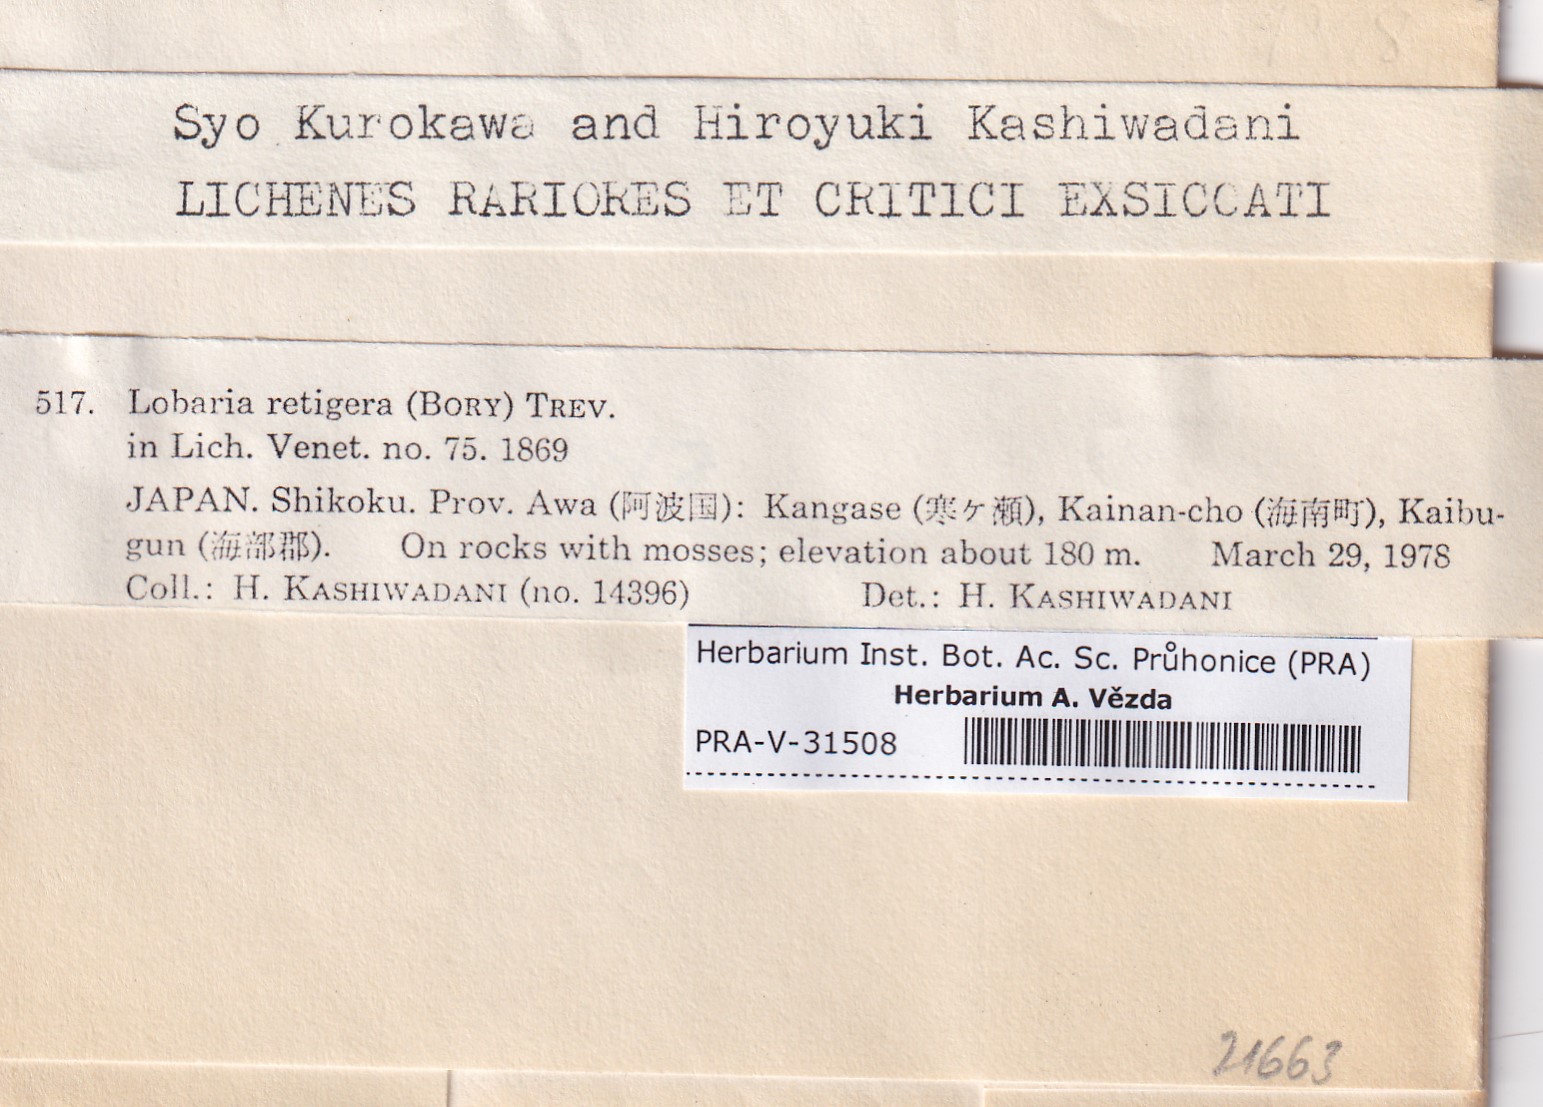 Syo Kurokawa and Hiroyuki Kashiwadani
LICHENES RARIORES ET CRITICI EXSICCATI
517. Lobaria retigera (BORY) TREV.
in Lich. Venet. no. 75. 1869
JAPAN. Shikoku. Prov. Awa (阿波国): Kangase (寒ケ瀬), Kainan-cho (海南町), Kaibu-
gun (海部郡). On rocks with mosses; elevation about 180 m. March 29, 1978
Coll.: H. KASHIWADANI (no. 14396) Det.: H. KASHIWADANI
Herbarium Inst. Bot. Ac. Sc. Průhonice (PRA)
Herbarium A. Vězda
PRA-V-31508
21663